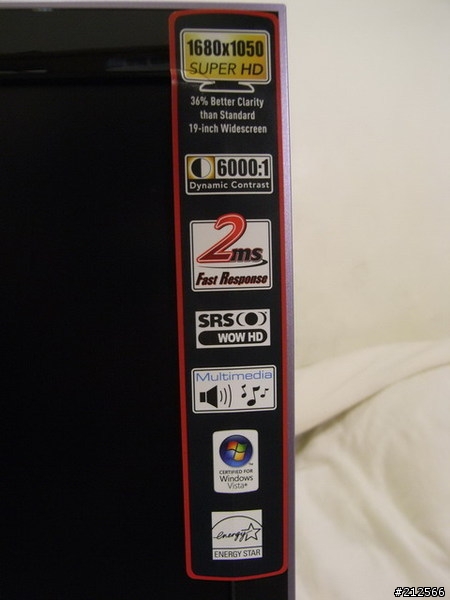 1680x1050
SUPER HD
36% Better Clarity
than Standard
19-inch Widescreen
6000:1
Dynamic Contrast
2ms
Fast Response
SRS
WOW HD
Multimedia
CERTIFIED FOR
Windows
Vista™
energy
ENERGY STAR
#212566